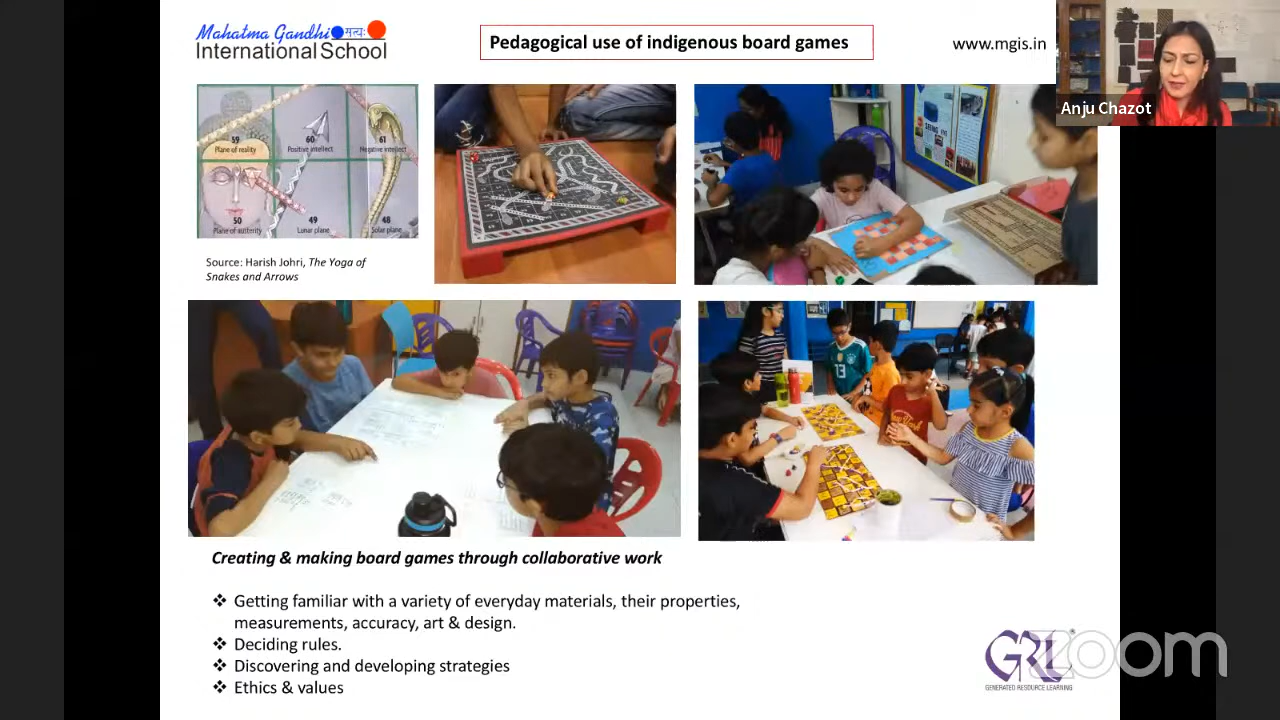 Mahatma Gandhi
सत्य:
International School
Pedagogical use of indigenous board games
www.mgis.in
Anju Chazot
59
Plane of reality
60
Positive intellect
61
Negative intellect
50
Plane of austerity
49
Lunar plane
48
Solar plane
Source: Harish Johri, The Yoga of
Snakes and Arrows
13
Creating & making board games through collaborative work
❖ Getting familiar with a variety of everyday materials, their properties,
measurements, accuracy, art & design.
❖ Deciding rules.
❖ Discovering and developing strategies
❖ Ethics & values
GRL
®
GENERATED RESOURCE LEARNING
zoom